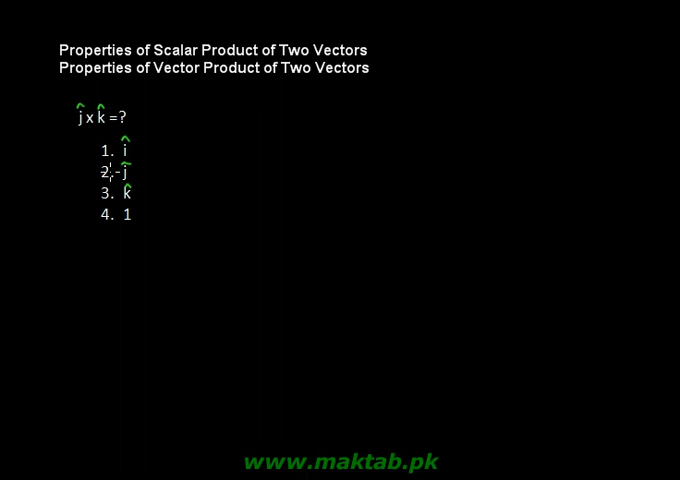 Properties of Scalar Product of Two Vectors
Properties of Vector Product of Two Vectors
ĵ x k̂ =?
1. î
2. -ĵ
3. k̂
4. 1
www.maktab.pk